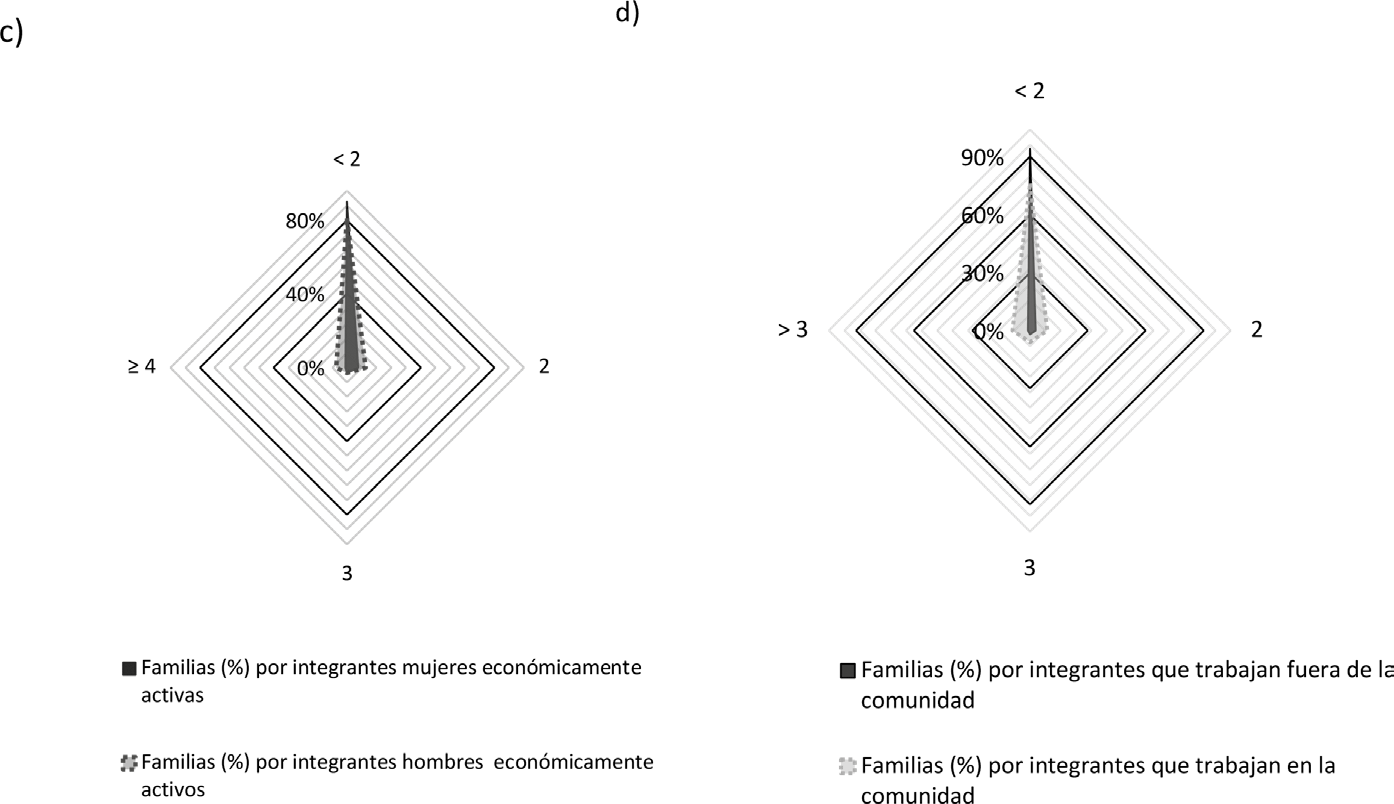 c)
< 2
80%
40%
0%
≥ 4
2
3
Familias (%) por integrantes mujeres económicamente
activas
Familias (%) por integrantes hombres económicamente
activos
d)
< 2
90%
60%
30%
0%
> 3
2
3
Familias (%) por integrantes que trabajan fuera de la
comunidad
Familias (%) por integrantes que trabajan en la
comunidad